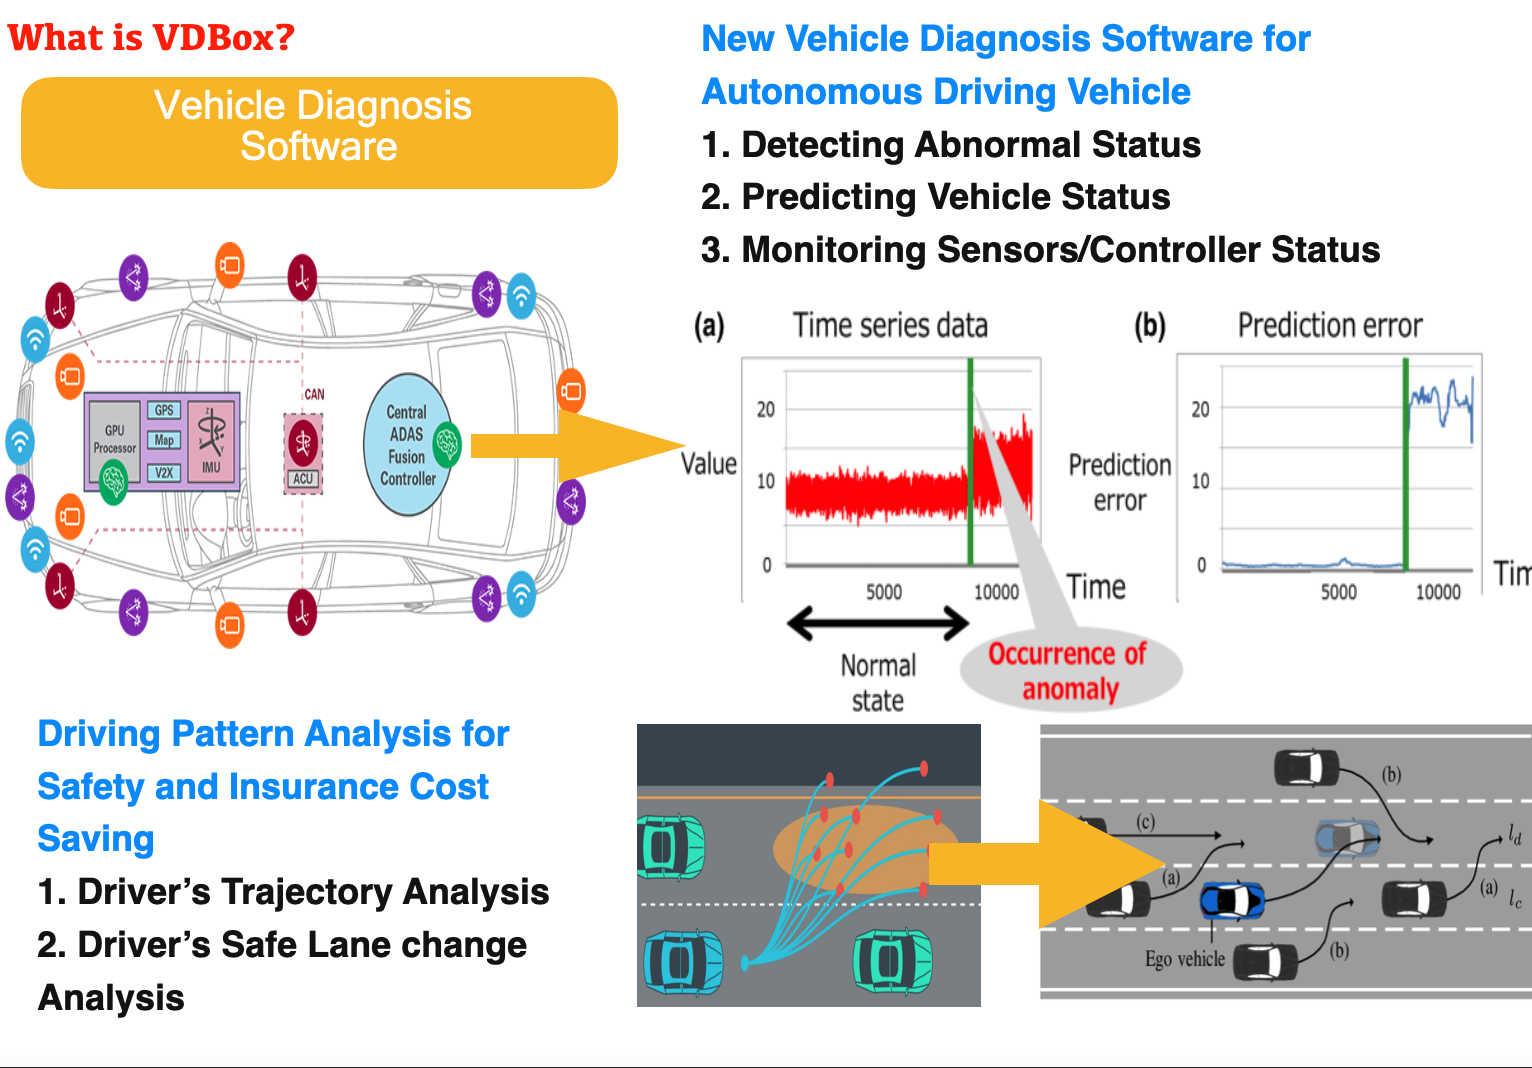 What is VDBox?
Vehicle Diagnosis
Software
New Vehicle Diagnosis Software for
Autonomous Driving Vehicle
1. Detecting Abnormal Status
2. Predicting Vehicle Status
3. Monitoring Sensors/Controller Status
CAN
GPU
Processor
GPS
Map
V2X
Z
X
Y
IMU
ACU
Central
ADAS
Fusion
Controller
(a)
Time series data
20
Value
10
0
5000
10000
Time
Normal
state
Occurrence of
anomaly
(b)
Prediction error
20
Prediction
error
10
0
5000
10000
Tim
Driving Pattern Analysis for
Safety and Insurance Cost
Saving
1. Driver’s Trajectory Analysis
2. Driver’s Safe Lane change
Analysis
(b)
(c)
ld
(a)
(a)
lc
Ego vehicle
(b)